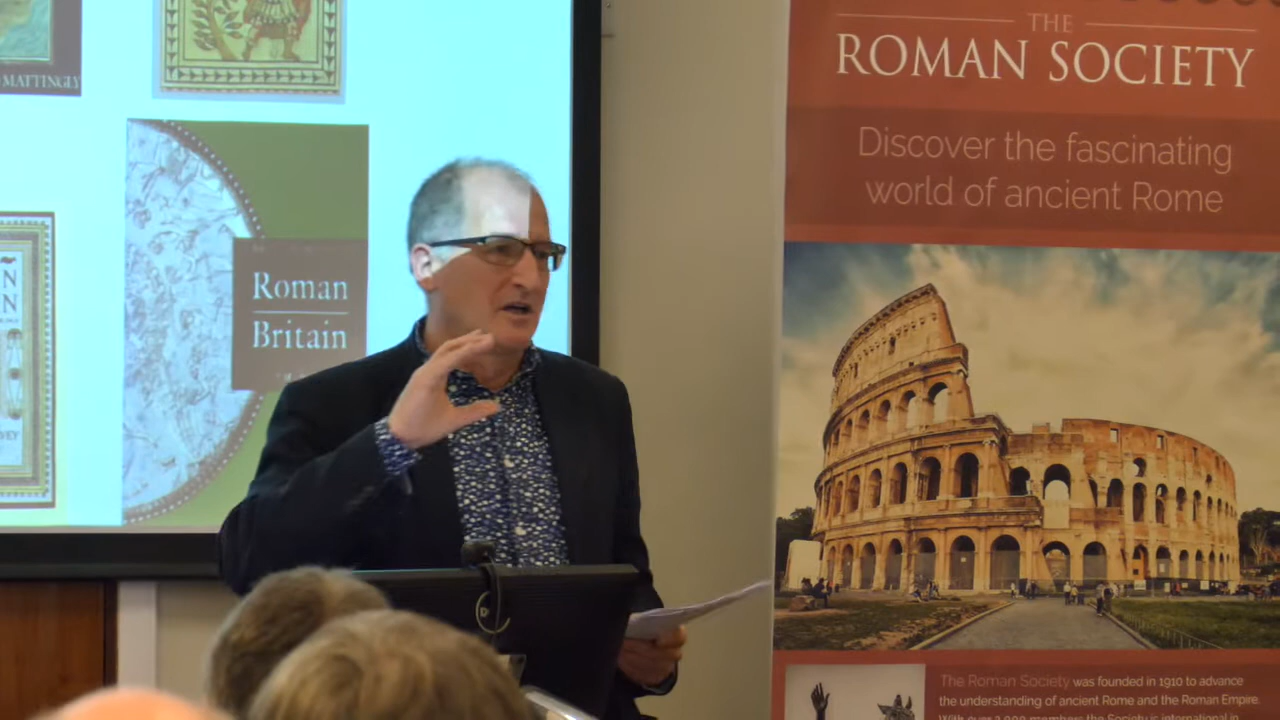 MATTINGLY
Roman
Britain
THE
ROMAN SOCIETY
Discover the fascinating
world of ancient Rome
The Roman Society was founded in 1910 to advance
the understanding of ancient Rome and the Roman Empire.